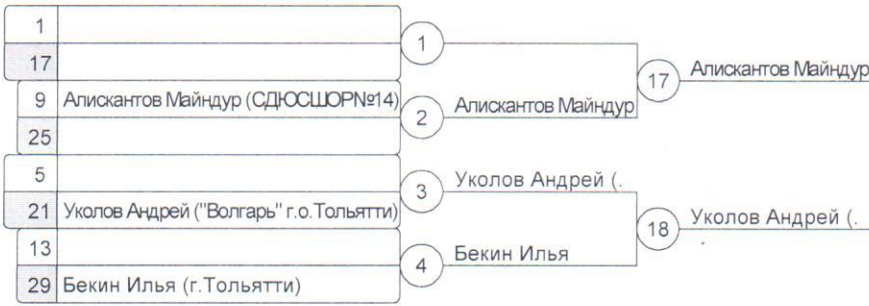 1
1
17
17
Алискантов Майндур
9
Алискантов Майндур (СДЮСШОР№14)
2
Алискантов Майндур
25
5
3
Уколов Андрей (.
21
Уколов Андрей ("Волгарь" г.о.Тольятти)
18
Уколов Андрей (.
13
4
Бекин Илья
29
Бекин Илья (г.Тольятти)